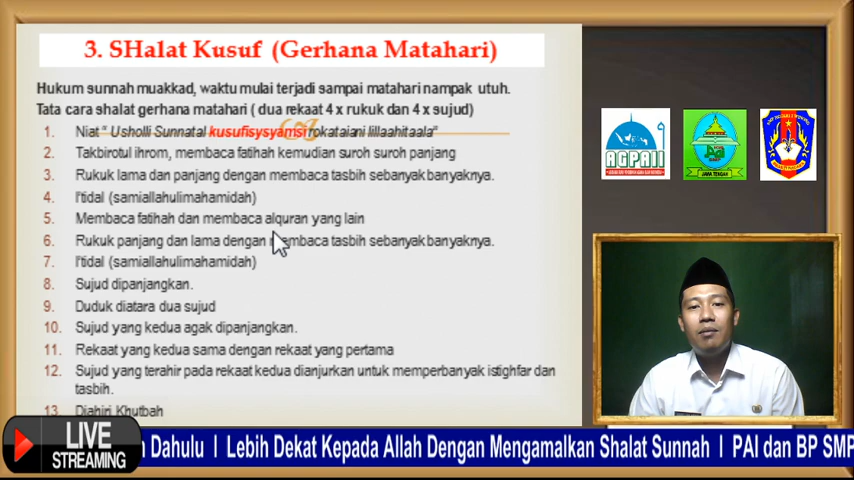 3. SHalat Kusuf (Gerhana Matahari)
Hukum sunnah muakkad, waktu mulai terjadi sampai matahari nampak utuh.
Tata cara shalat gerhana matahari ( dua rekaat 4 x rukuk dan 4 x sujud)
1. Niat " Usholli Sunnatal kusufisysyamsi rokataiani lillaahitaala"
2. Takbirotul ihrom, membaca fatihah kemudian suroh suroh panjang
3. Rukuk lama dan panjang dengan membaca tasbih sebanyak banyaknya.
4. I'tidal (samiallahulimahamidah)
5. Membaca fatihah dan membaca alquran yang lain
6. Rukuk panjang dan lama dengan membaca tasbih sebanyak banyaknya.
7. I'tidal (samiallahulimahamidah)
8. Sujud dipanjangkan.
9. Duduk diatara dua sujud
10. Sujud yang kedua agak dipanjangkan.
11. Rekaat yang kedua sama dengan rekaat yang pertama
12. Sujud yang terahir pada rekaat kedua dianjurkan untuk memperbanyak istighfar dan
tasbih.
13. Diahiri Khutbah
AGPAII
JAWA TENGAH
LIVE
STREAMING
Dahulu | Lebih Dekat Kepada Allah Dengan Mengamalkan Shalat Sunnah | PAI dan BP SMP